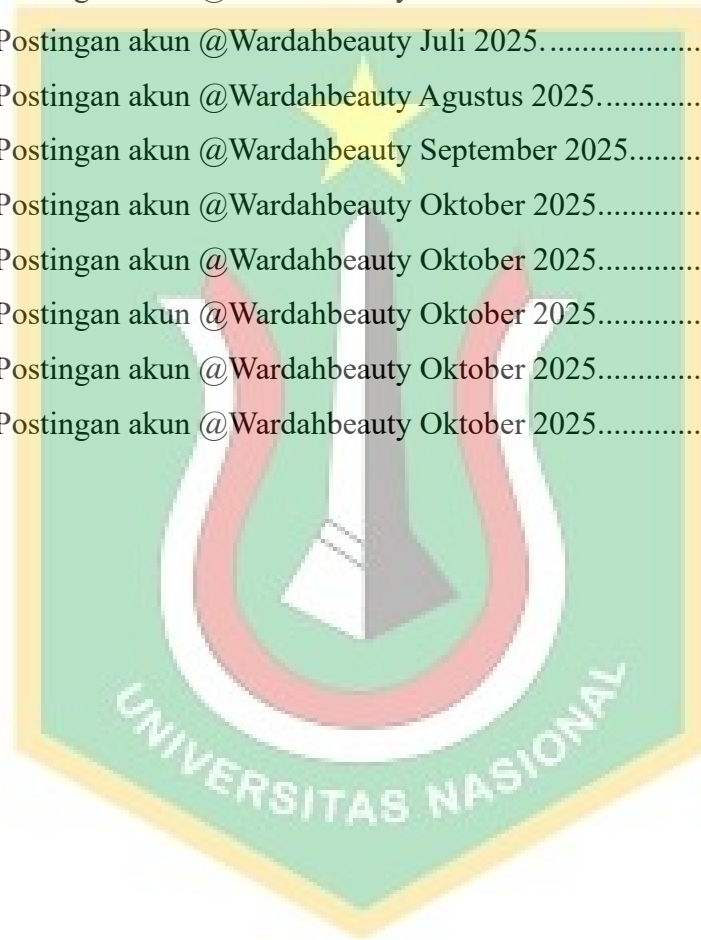 Postingan akun @Wardahbeauty Juli 2025.....................
Postingan akun @Wardahbeauty Agustus 2025..............
Postingan akun @Wardahbeauty September 2025..........
Postingan akun @Wardahbeauty Oktober 2025.............
Postingan akun @Wardahbeauty Oktober 2025.............
Postingan akun @Wardahbeauty Oktober 2025.............
Postingan akun @Wardahbeauty Oktober 2025.............
Postingan akun @Wardahbeauty Oktober 2025.............
UNIVERSITAS NASIONAL